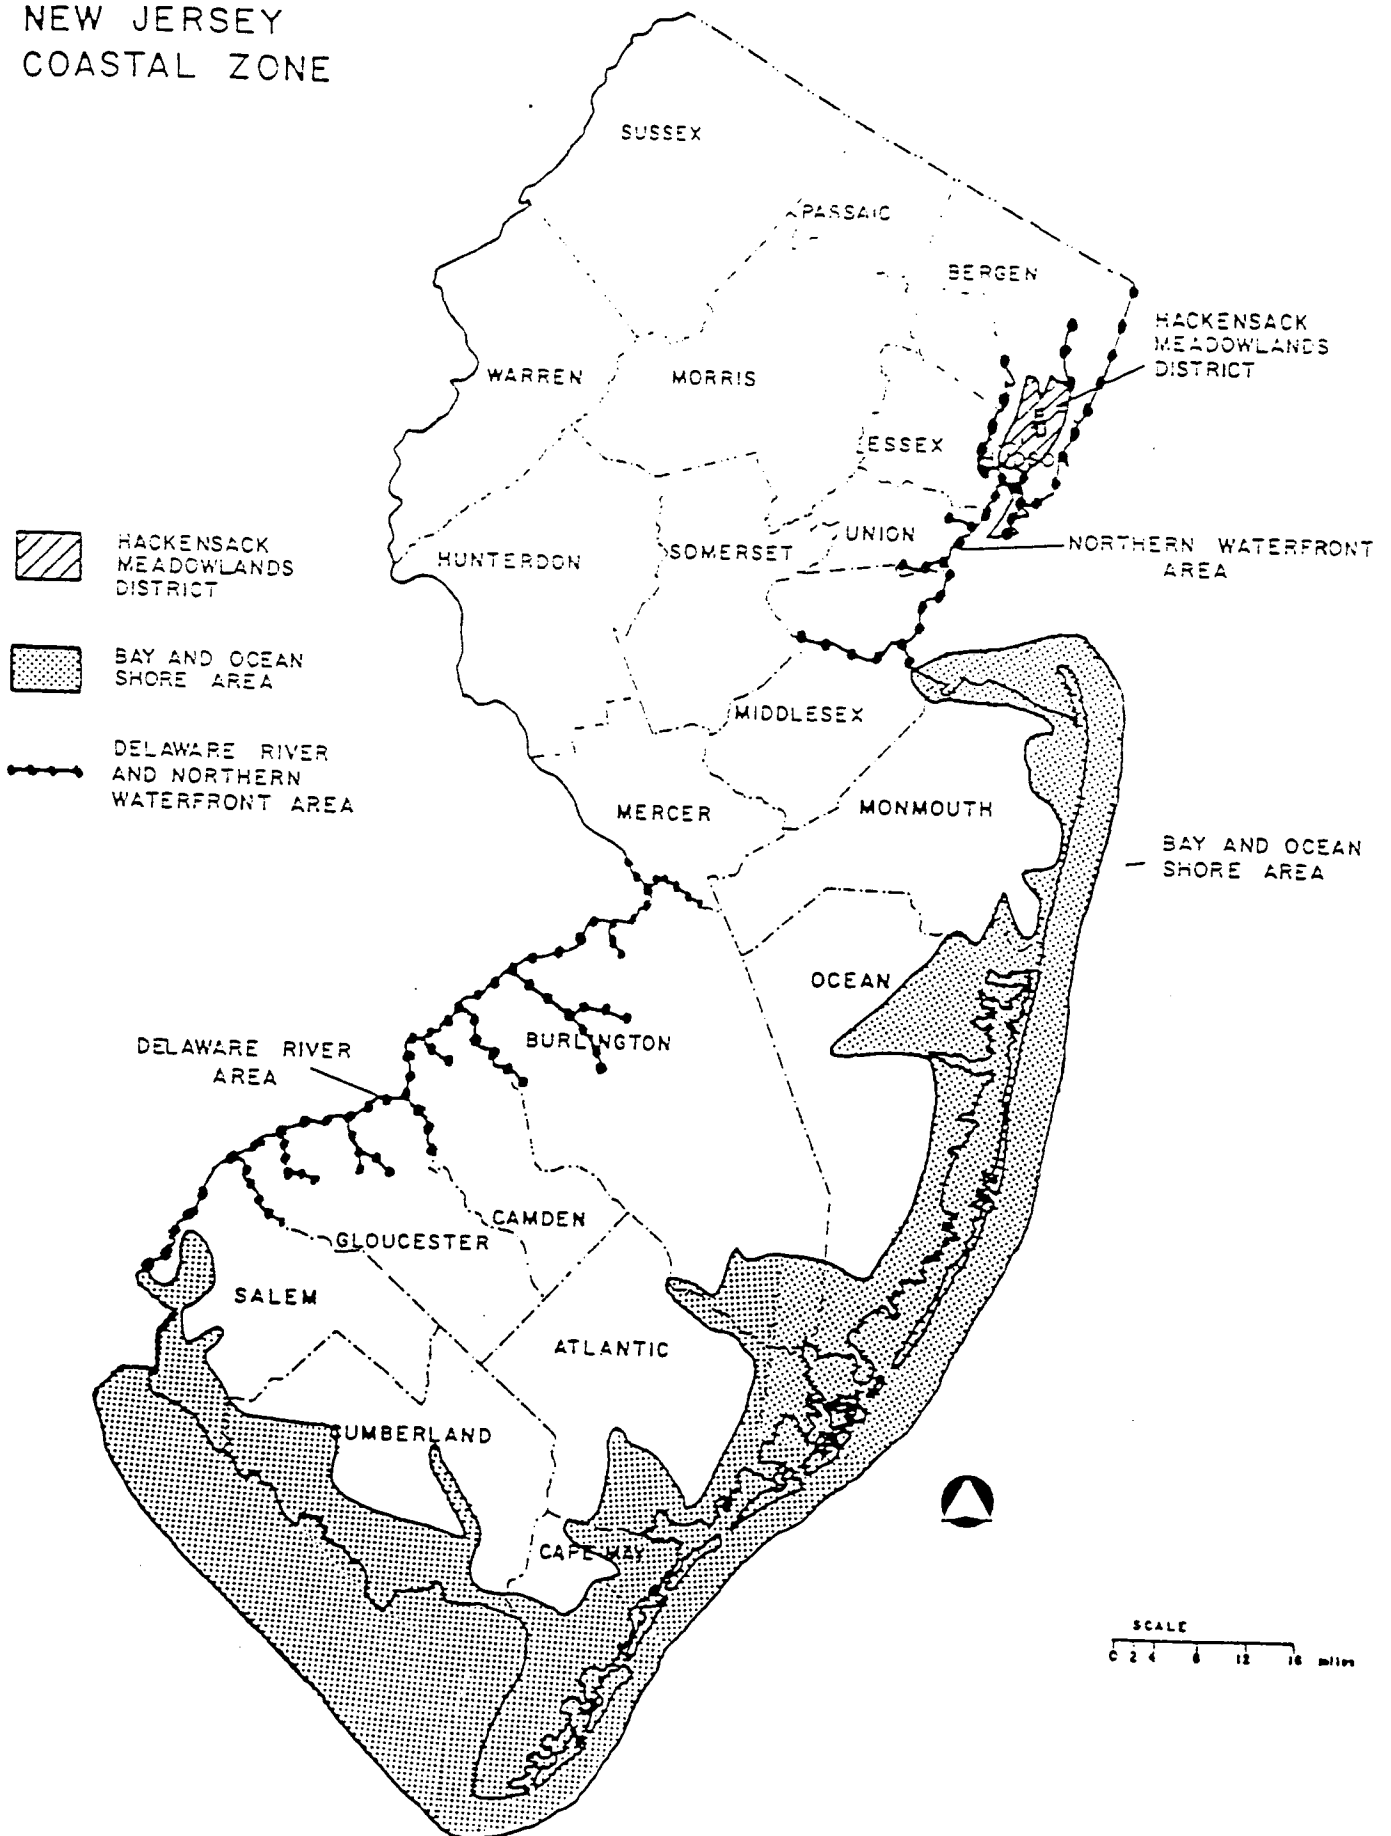 NEW JERSEY
COASTAL ZONE
SUSSEX
PASSAIC
BERGEN
HACKENSACK
MEADOWLANDS
DISTRICT
WARREN
MORRIS
ESSEX
HACKENSACK
MEADOWLANDS
DISTRICT
HUNTERDON
SOMERSET
UNION
NORTHERN WATERFRONT
AREA
BAY AND OCEAN
SHORE AREA
MIDDLESEX
DELAWARE RIVER
AND NORTHERN
WATERFRONT AREA
MERCER
MONMOUTH
BAY AND OCEAN
SHORE AREA
OCEAN
BURLINGTON
DELAWARE RIVER
AREA
CAMDEN
GLOUCESTER
SALEM
ATLANTIC
CUMBERLAND
CAPE MAY
SCALE
0 2 4 8 12 16 miles